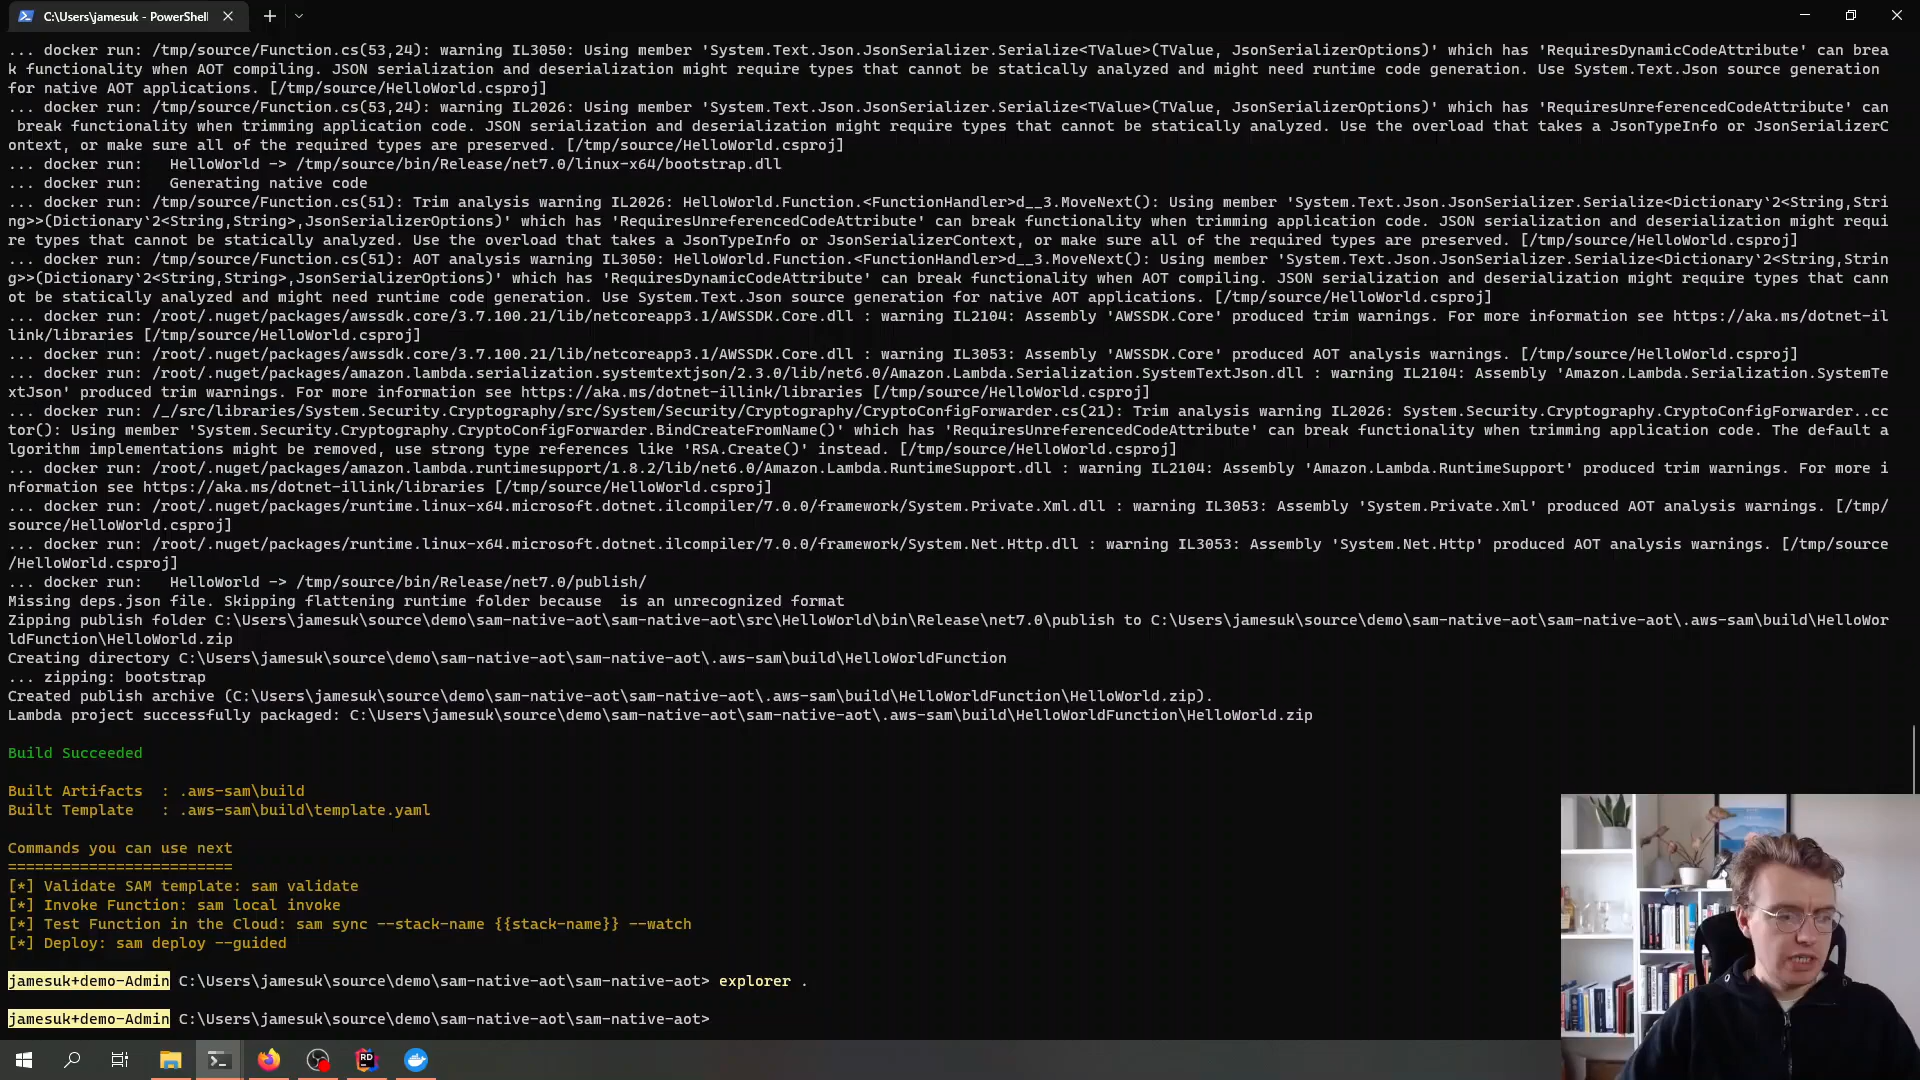 C:\Users\jamesuk - PowerShell
... docker run: /tmp/source/Function.cs(53,24): warning IL3050: Using member 'System.Text.Json.JsonSerializer.Serialize<TValue>(TValue, JsonSerializerOptions)' which has 'RequiresDynamicCodeAttribute' can brea
k functionality when AOT compiling. JSON serialization and deserialization might require types that cannot be statically analyzed and might need runtime code generation. Use System.Text.Json source generation
for native AOT applications. [/tmp/source/HelloWorld.csproj]
... docker run: /tmp/source/Function.cs(53,24): warning IL2026: Using member 'System.Text.Json.JsonSerializer.Serialize<TValue>(TValue, JsonSerializerOptions)' which has 'RequiresUnreferencedCodeAttribute' can
break functionality when trimming application code. JSON serialization and deserialization might require types that cannot be statically analyzed. Use the overload that takes a JsonTypeInfo or JsonSerializerC
ontext, or make sure all of the required types are preserved. [/tmp/source/HelloWorld.csproj]
... docker run:   HelloWorld -> /tmp/source/bin/Release/net7.0/linux-x64/bootstrap.dll
... docker run:   Generating native code
... docker run: /tmp/source/Function.cs(51): Trim analysis warning IL2026: HelloWorld.Function.<FunctionHandler>d__3.MoveNext(): Using member 'System.Text.Json.JsonSerializer.Serialize<Dictionary`2<String,Stri
ng>>(Dictionary`2<String,String>,JsonSerializerOptions)' which has 'RequiresUnreferencedCodeAttribute' can break functionality when trimming application code. JSON serialization and deserialization might requi
re types that cannot be statically analyzed. Use the overload that takes a JsonTypeInfo or JsonSerializerContext, or make sure all of the required types are preserved. [/tmp/source/HelloWorld.csproj]
... docker run: /tmp/source/Function.cs(51): AOT analysis warning IL3050: HelloWorld.Function.<FunctionHandler>d__3.MoveNext(): Using member 'System.Text.Json.JsonSerializer.Serialize<Dictionary`2<String,Strin
g>>(Dictionary`2<String,String>,JsonSerializerOptions)' which has 'RequiresDynamicCodeAttribute' can break functionality when AOT compiling. JSON serialization and deserialization might require types that cann
ot be statically analyzed and might need runtime code generation. Use System.Text.Json source generation for native AOT applications. [/tmp/source/HelloWorld.csproj]
... docker run: /root/.nuget/packages/awssdk.core/3.7.100.21/lib/netcoreapp3.1/AWSSDK.Core.dll : warning IL2104: Assembly 'AWSSDK.Core' produced trim warnings. For more information see https://aka.ms/dotnet-il
link/libraries [/tmp/source/HelloWorld.csproj]
... docker run: /root/.nuget/packages/awssdk.core/3.7.100.21/lib/netcoreapp3.1/AWSSDK.Core.dll : warning IL3053: Assembly 'AWSSDK.Core' produced AOT analysis warnings. [/tmp/source/HelloWorld.csproj]
... docker run: /root/.nuget/packages/amazon.lambda.serialization.systemtextjson/2.3.0/lib/net6.0/Amazon.Lambda.Serialization.SystemTextJson.dll : warning IL2104: Assembly 'Amazon.Lambda.Serialization.SystemTe
xtJson' produced trim warnings. For more information see https://aka.ms/dotnet-illink/libraries [/tmp/source/HelloWorld.csproj]
... docker run: /_/src/libraries/System.Security.Cryptography/src/System/Security/Cryptography/CryptoConfigForwarder.cs(21): Trim analysis warning IL2026: System.Security.Cryptography.CryptoConfigForwarder..cc
tor(): Using member 'System.Security.Cryptography.CryptoConfigForwarder.BindCreateFromName()' which has 'RequiresUnreferencedCodeAttribute' can break functionality when trimming application code. The default a
lgorithm implementations might be removed, use strong type references like 'RSA.Create()' instead. [/tmp/source/HelloWorld.csproj]
... docker run: /root/.nuget/packages/amazon.lambda.runtimesupport/1.8.2/lib/net6.0/Amazon.Lambda.RuntimeSupport.dll : warning IL2104: Assembly 'Amazon.Lambda.RuntimeSupport' produced trim warnings. For more i
nformation see https://aka.ms/dotnet-illink/libraries [/tmp/source/HelloWorld.csproj]
... docker run: /root/.nuget/packages/runtime.linux-x64.microsoft.dotnet.ilcompiler/7.0.0/framework/System.Private.Xml.dll : warning IL3053: Assembly 'System.Private.Xml' produced AOT analysis warnings. [/tmp/
source/HelloWorld.csproj]
... docker run: /root/.nuget/packages/runtime.linux-x64.microsoft.dotnet.ilcompiler/7.0.0/framework/System.Net.Http.dll : warning IL3053: Assembly 'System.Net.Http' produced AOT analysis warnings. [/tmp/source
/HelloWorld.csproj]
... docker run:   HelloWorld -> /tmp/source/bin/Release/net7.0/publish/
Missing deps.json file. Skipping flattening runtime folder because  is an unrecognized format
Zipping publish folder C:\Users\jamesuk\source\demo\sam-native-aot\sam-native-aot\src\HelloWorld\bin\Release\net7.0\publish to C:\Users\jamesuk\source\demo\sam-native-aot\sam-native-aot\.aws-sam\build\HelloWor
ldFunction\HelloWorld.zip
Creating directory C:\Users\jamesuk\source\demo\sam-native-aot\sam-native-aot\.aws-sam\build\HelloWorldFunction
... zipping: bootstrap
Created publish archive (C:\Users\jamesuk\source\demo\sam-native-aot\sam-native-aot\.aws-sam\build\HelloWorldFunction\HelloWorld.zip).
Lambda project successfully packaged: C:\Users\jamesuk\source\demo\sam-native-aot\sam-native-aot\.aws-sam\build\HelloWorldFunction\HelloWorld.zip
Build Succeeded
Built Artifacts  : .aws-sam\build
Built Template   : .aws-sam\build\template.yaml
Commands you can use next
=========================
[*] Validate SAM template: sam validate
[*] Invoke Function: sam local invoke
[*] Test Function in the Cloud: sam sync --stack-name {{stack-name}} --watch
[*] Deploy: sam deploy --guided
jamesuk+demo-Admin C:\Users\jamesuk\source\demo\sam-native-aot\sam-native-aot> explorer .
jamesuk+demo-Admin C:\Users\jamesuk\source\demo\sam-native-aot\sam-native-aot>
RD